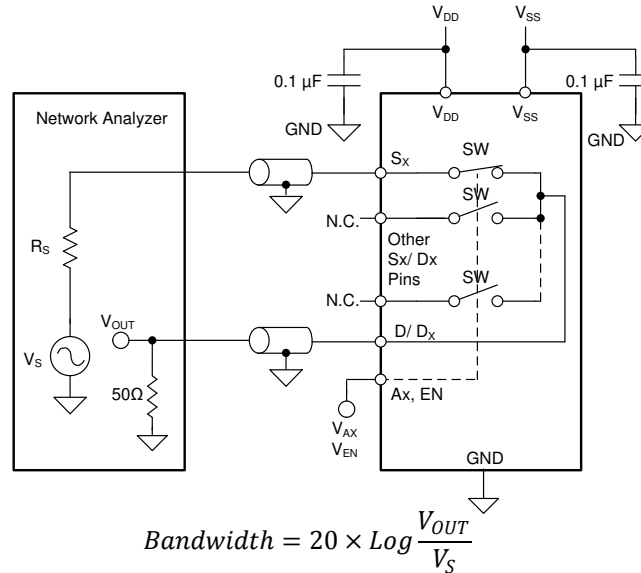 V_DD V_SS
0.1 µF 0.1 µF
V_DD V_SS
GND GND
Network Analyzer
S_X SW
SW
N.C.
Other
Sx/ Dx
Pins
R_S
SW
N.C.
V_OUT
D/ D_X
V_S
50Ω
Ax, EN
V_AX
V_EN
GND
Bandwidth = 20 × Log V_OUT / V_S